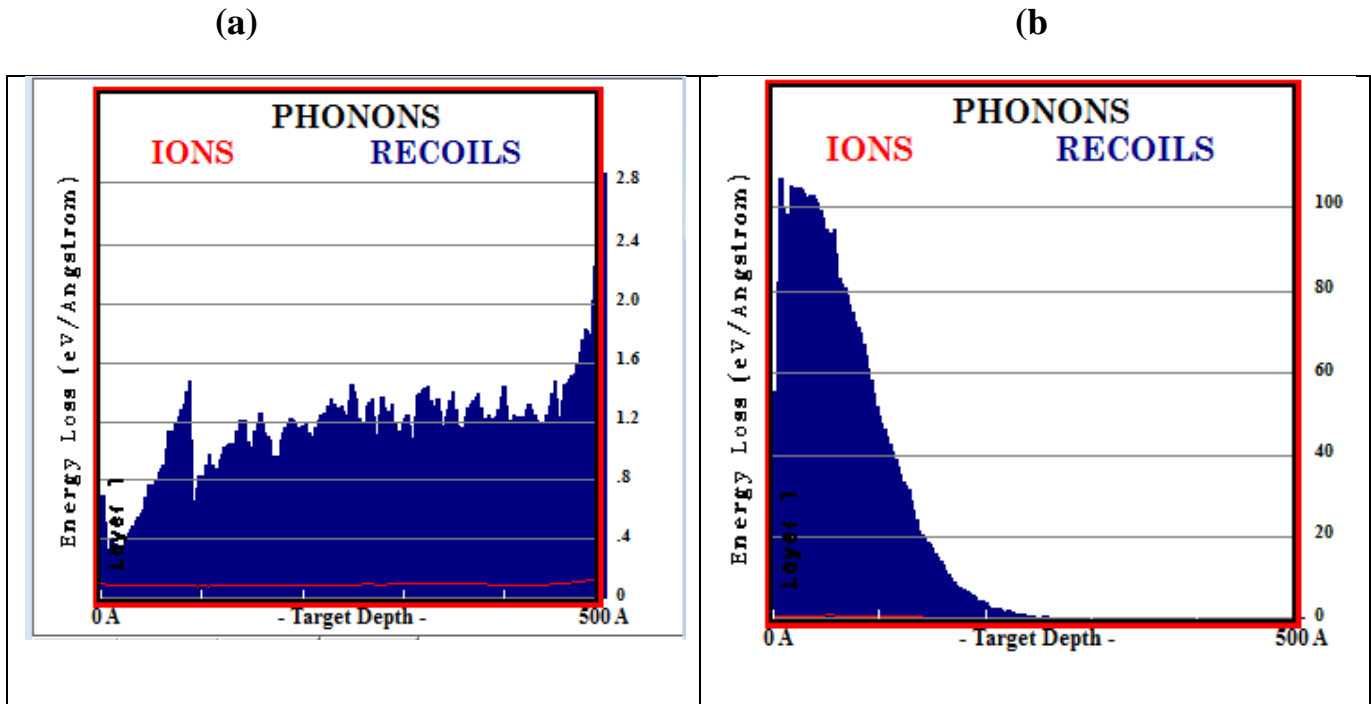 (a)
(b
PHONONS
IONS RECOILS
Energy Loss (eV/Angstrom)
2.8
2.4
2.0
1.6
1.2
.8
.4
0
Layer 1
0 A - Target Depth - 500 A
PHONONS
IONS RECOILS
Energy Loss (eV/Angstrom)
100
80
60
40
20
0
Layer 1
0 A - Target Depth - 500 A